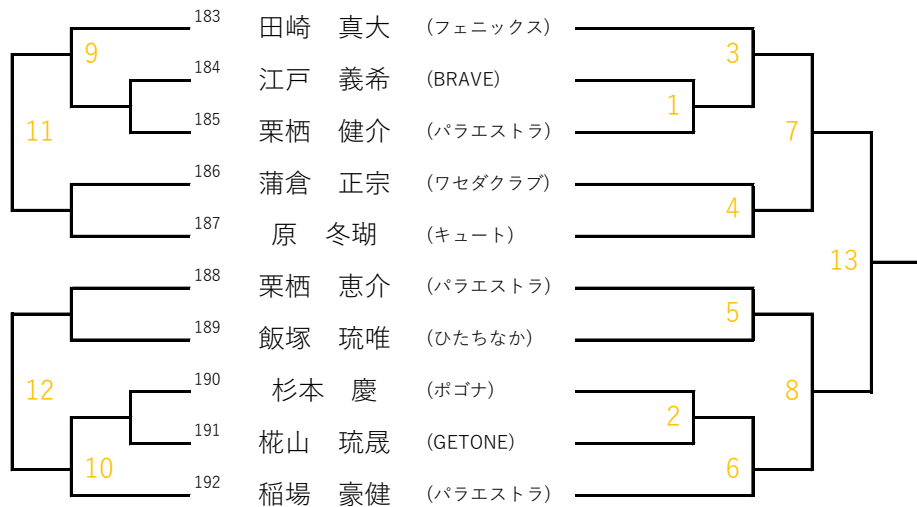 183 田崎 真大 (フェニックス)
9 3
184 江戸 義希 (BRAVE)
1
11 185 栗栖 健介 (パラエストラ) 7
186 蒲倉 正宗 (ワセダクラブ)
4
187 原 冬瑚 (キュート)
13
188 栗栖 恵介 (パラエストラ)
5
189 飯塚 琉唯 (ひたちなか)
12 190 杉本 慶 (ポゴナ) 8
2
191 椛山 琉晟 (GETONE)
10 6
192 稲場 豪健 (パラエストラ)